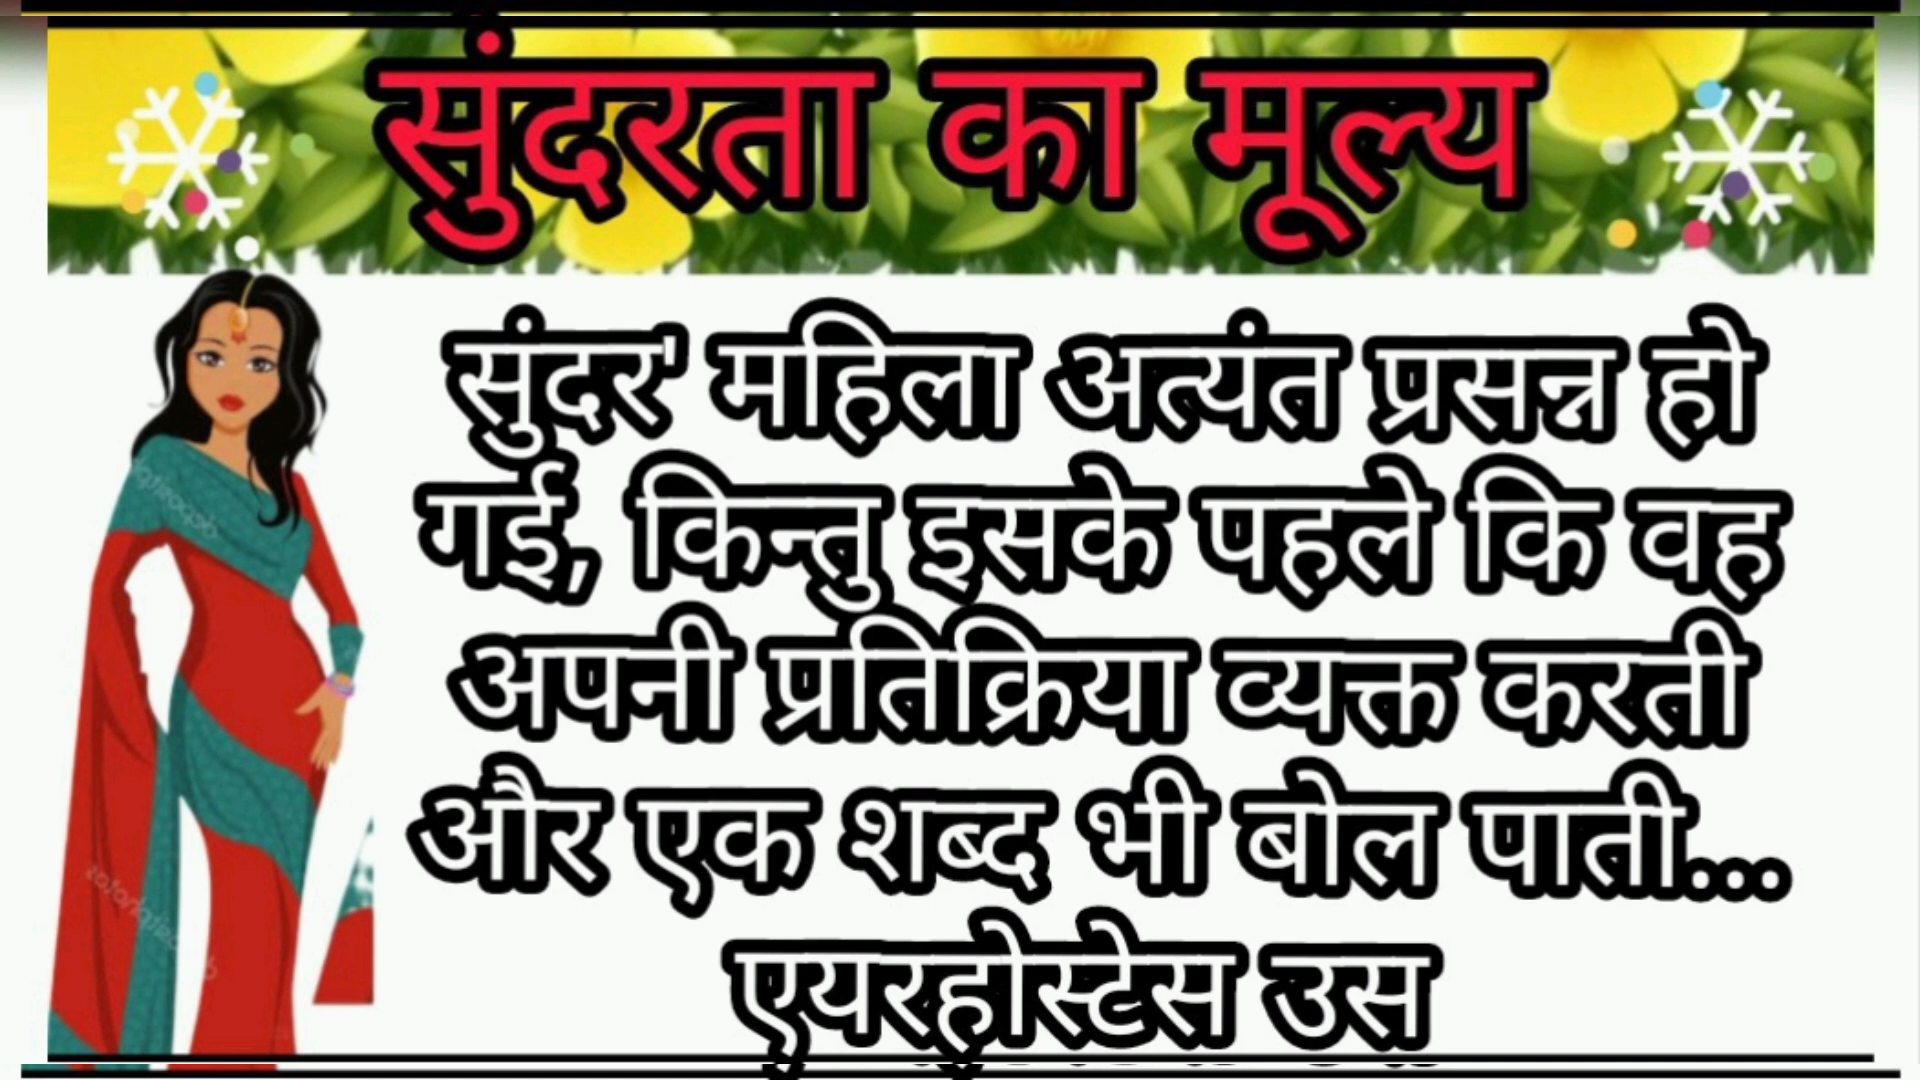 सुंदरता का मूल्य
सुंदर' महिला अत्यंत प्रसन्न हो
गई, किन्तु इसके पहले कि वह
अपनी प्रतिक्रिया व्यक्त करती
और एक शब्द भी बोल पाती...
एयरहोस्टेस उस